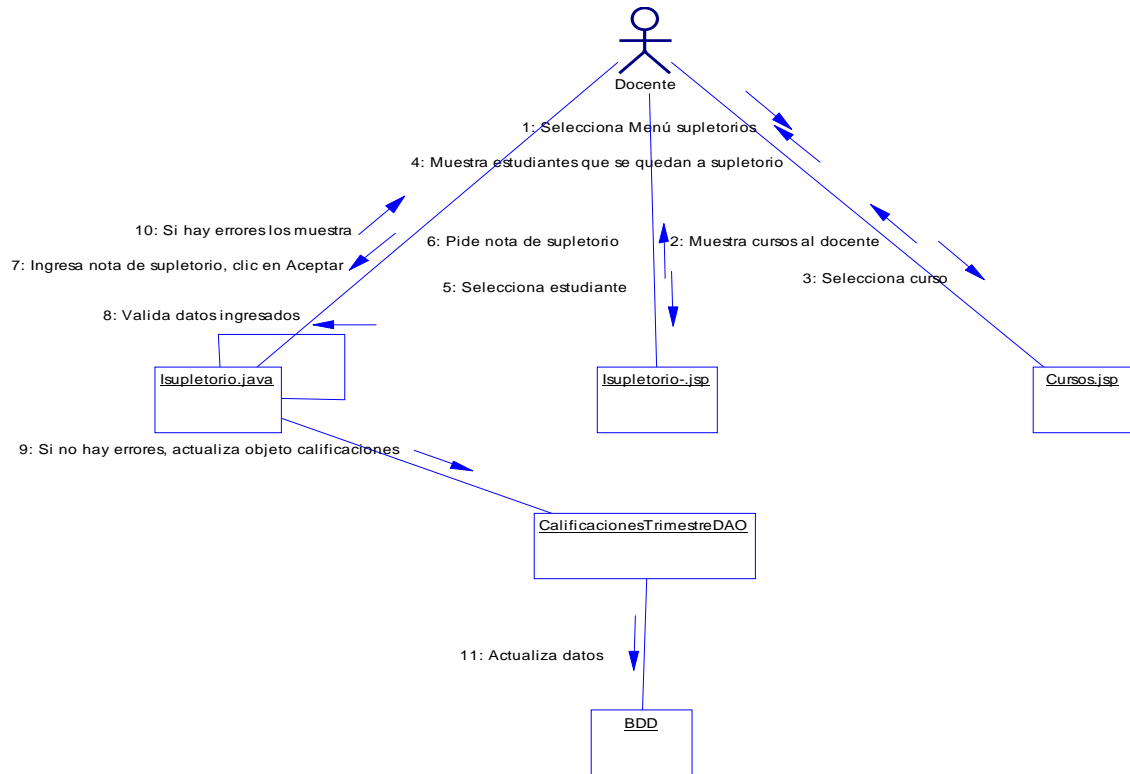 Docente
1: Selecciona Menú supletorios
4: Muestra estudiantes que se quedan a supletorio
10: Si hay errores los muestra
6: Pide nota de supletorio
2: Muestra cursos al docente
7: Ingresa nota de supletorio, clic en Aceptar
5: Selecciona estudiante
3: Selecciona curso
8: Valida datos ingresados
Isupletorio.java
Isupletorio-.jsp
Cursos.jsp
9: Si no hay errores, actualiza objeto calificaciones
CalificacionesTrimestreDAO
11: Actualiza datos
BDD